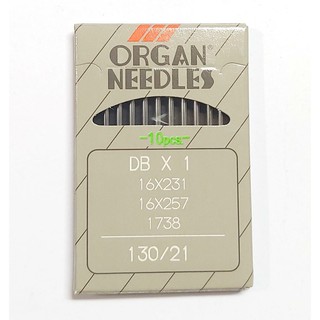 ORGAN®
NEEDLES
-10pcs-
DB X 1
16X231
16X257
1738
130/21